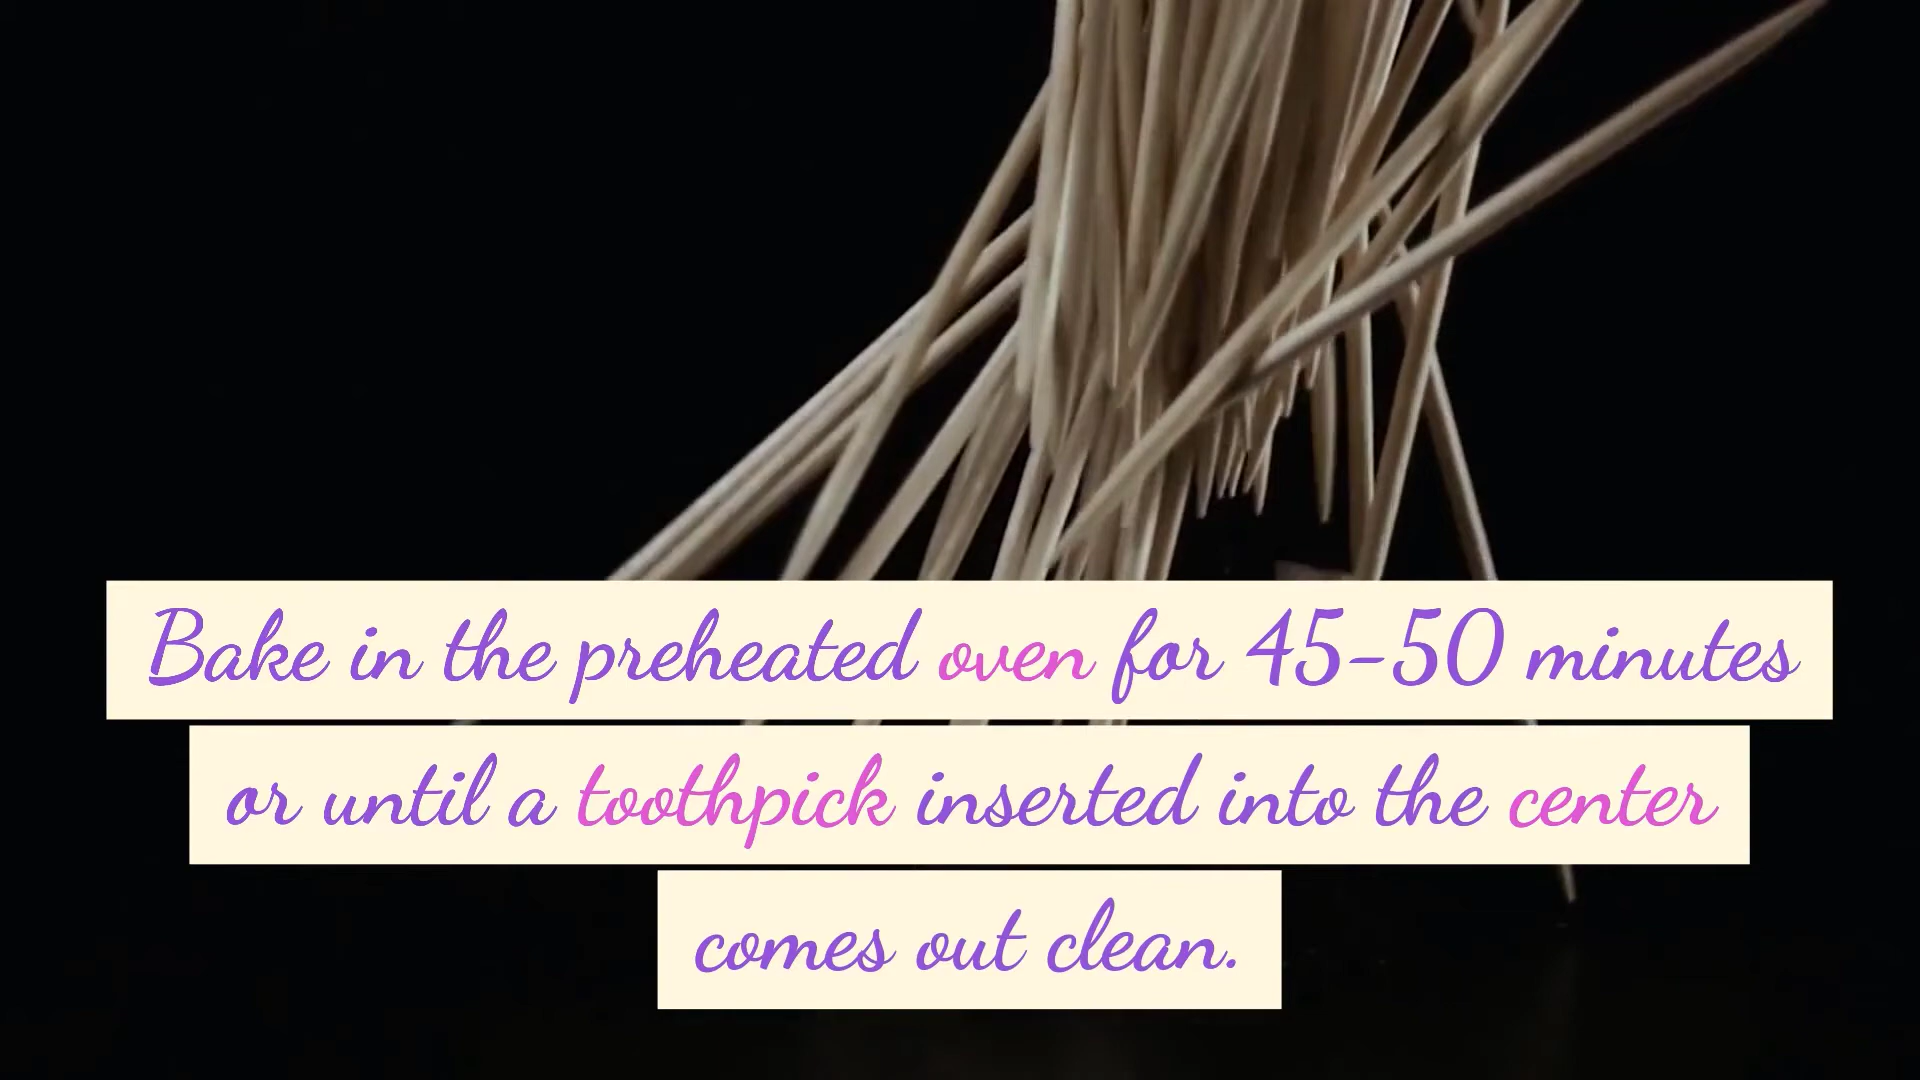 Bake in the preheated oven for 45-50 minutes
or until a toothpick inserted into the center
comes out clean.